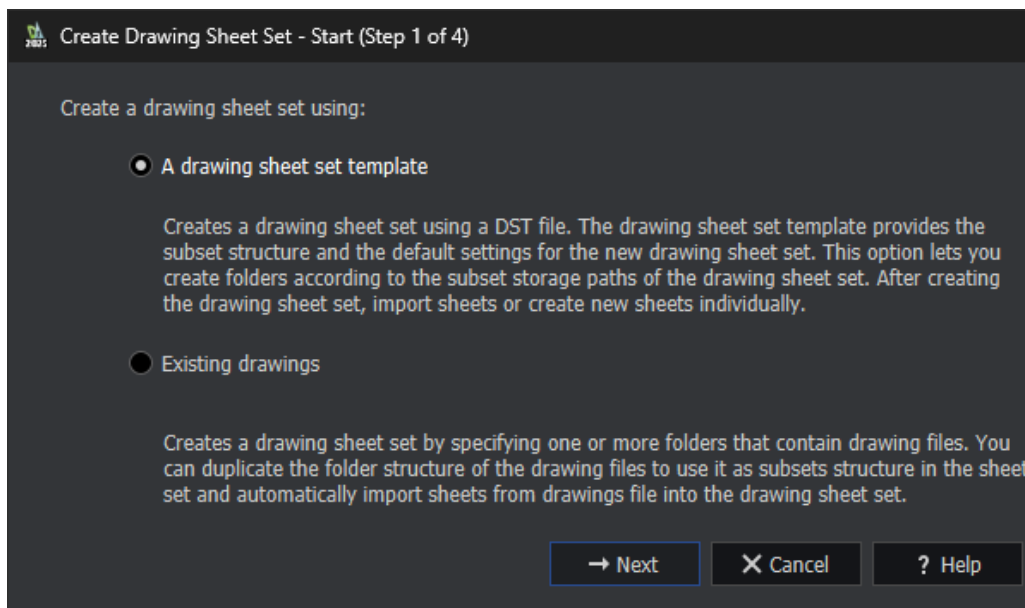 2025
Create Drawing Sheet Set - Start (Step 1 of 4)
Create a drawing sheet set using:
A drawing sheet set template
Creates a drawing sheet set using a DST file. The drawing sheet set template provides the
subset structure and the default settings for the new drawing sheet set. This option lets you
create folders according to the subset storage paths of the drawing sheet set. After creating
the drawing sheet set, import sheets or create new sheets individually.
Existing drawings
Creates a drawing sheet set by specifying one or more folders that contain drawing files. You
can duplicate the folder structure of the drawing files to use it as subsets structure in the sheet
set and automatically import sheets from drawings file into the drawing sheet set.
→ Next
X Cancel
? Help